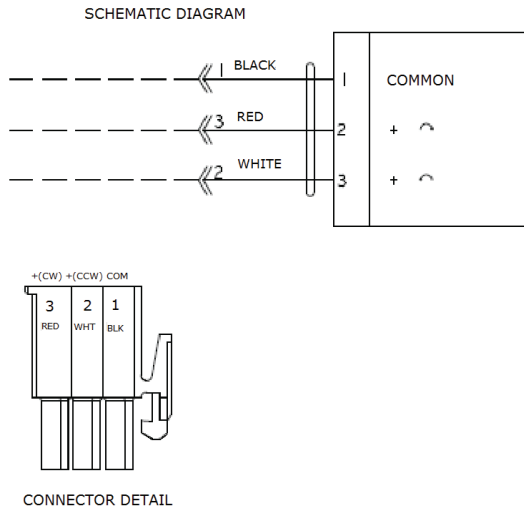 SCHEMATIC DIAGRAM
1 BLACK
1 COMMON
3 RED
2 +
2 WHITE
3 +
+(CW) +(CCW) COM
3 2 1
RED WHT BLK
CONNECTOR DETAIL